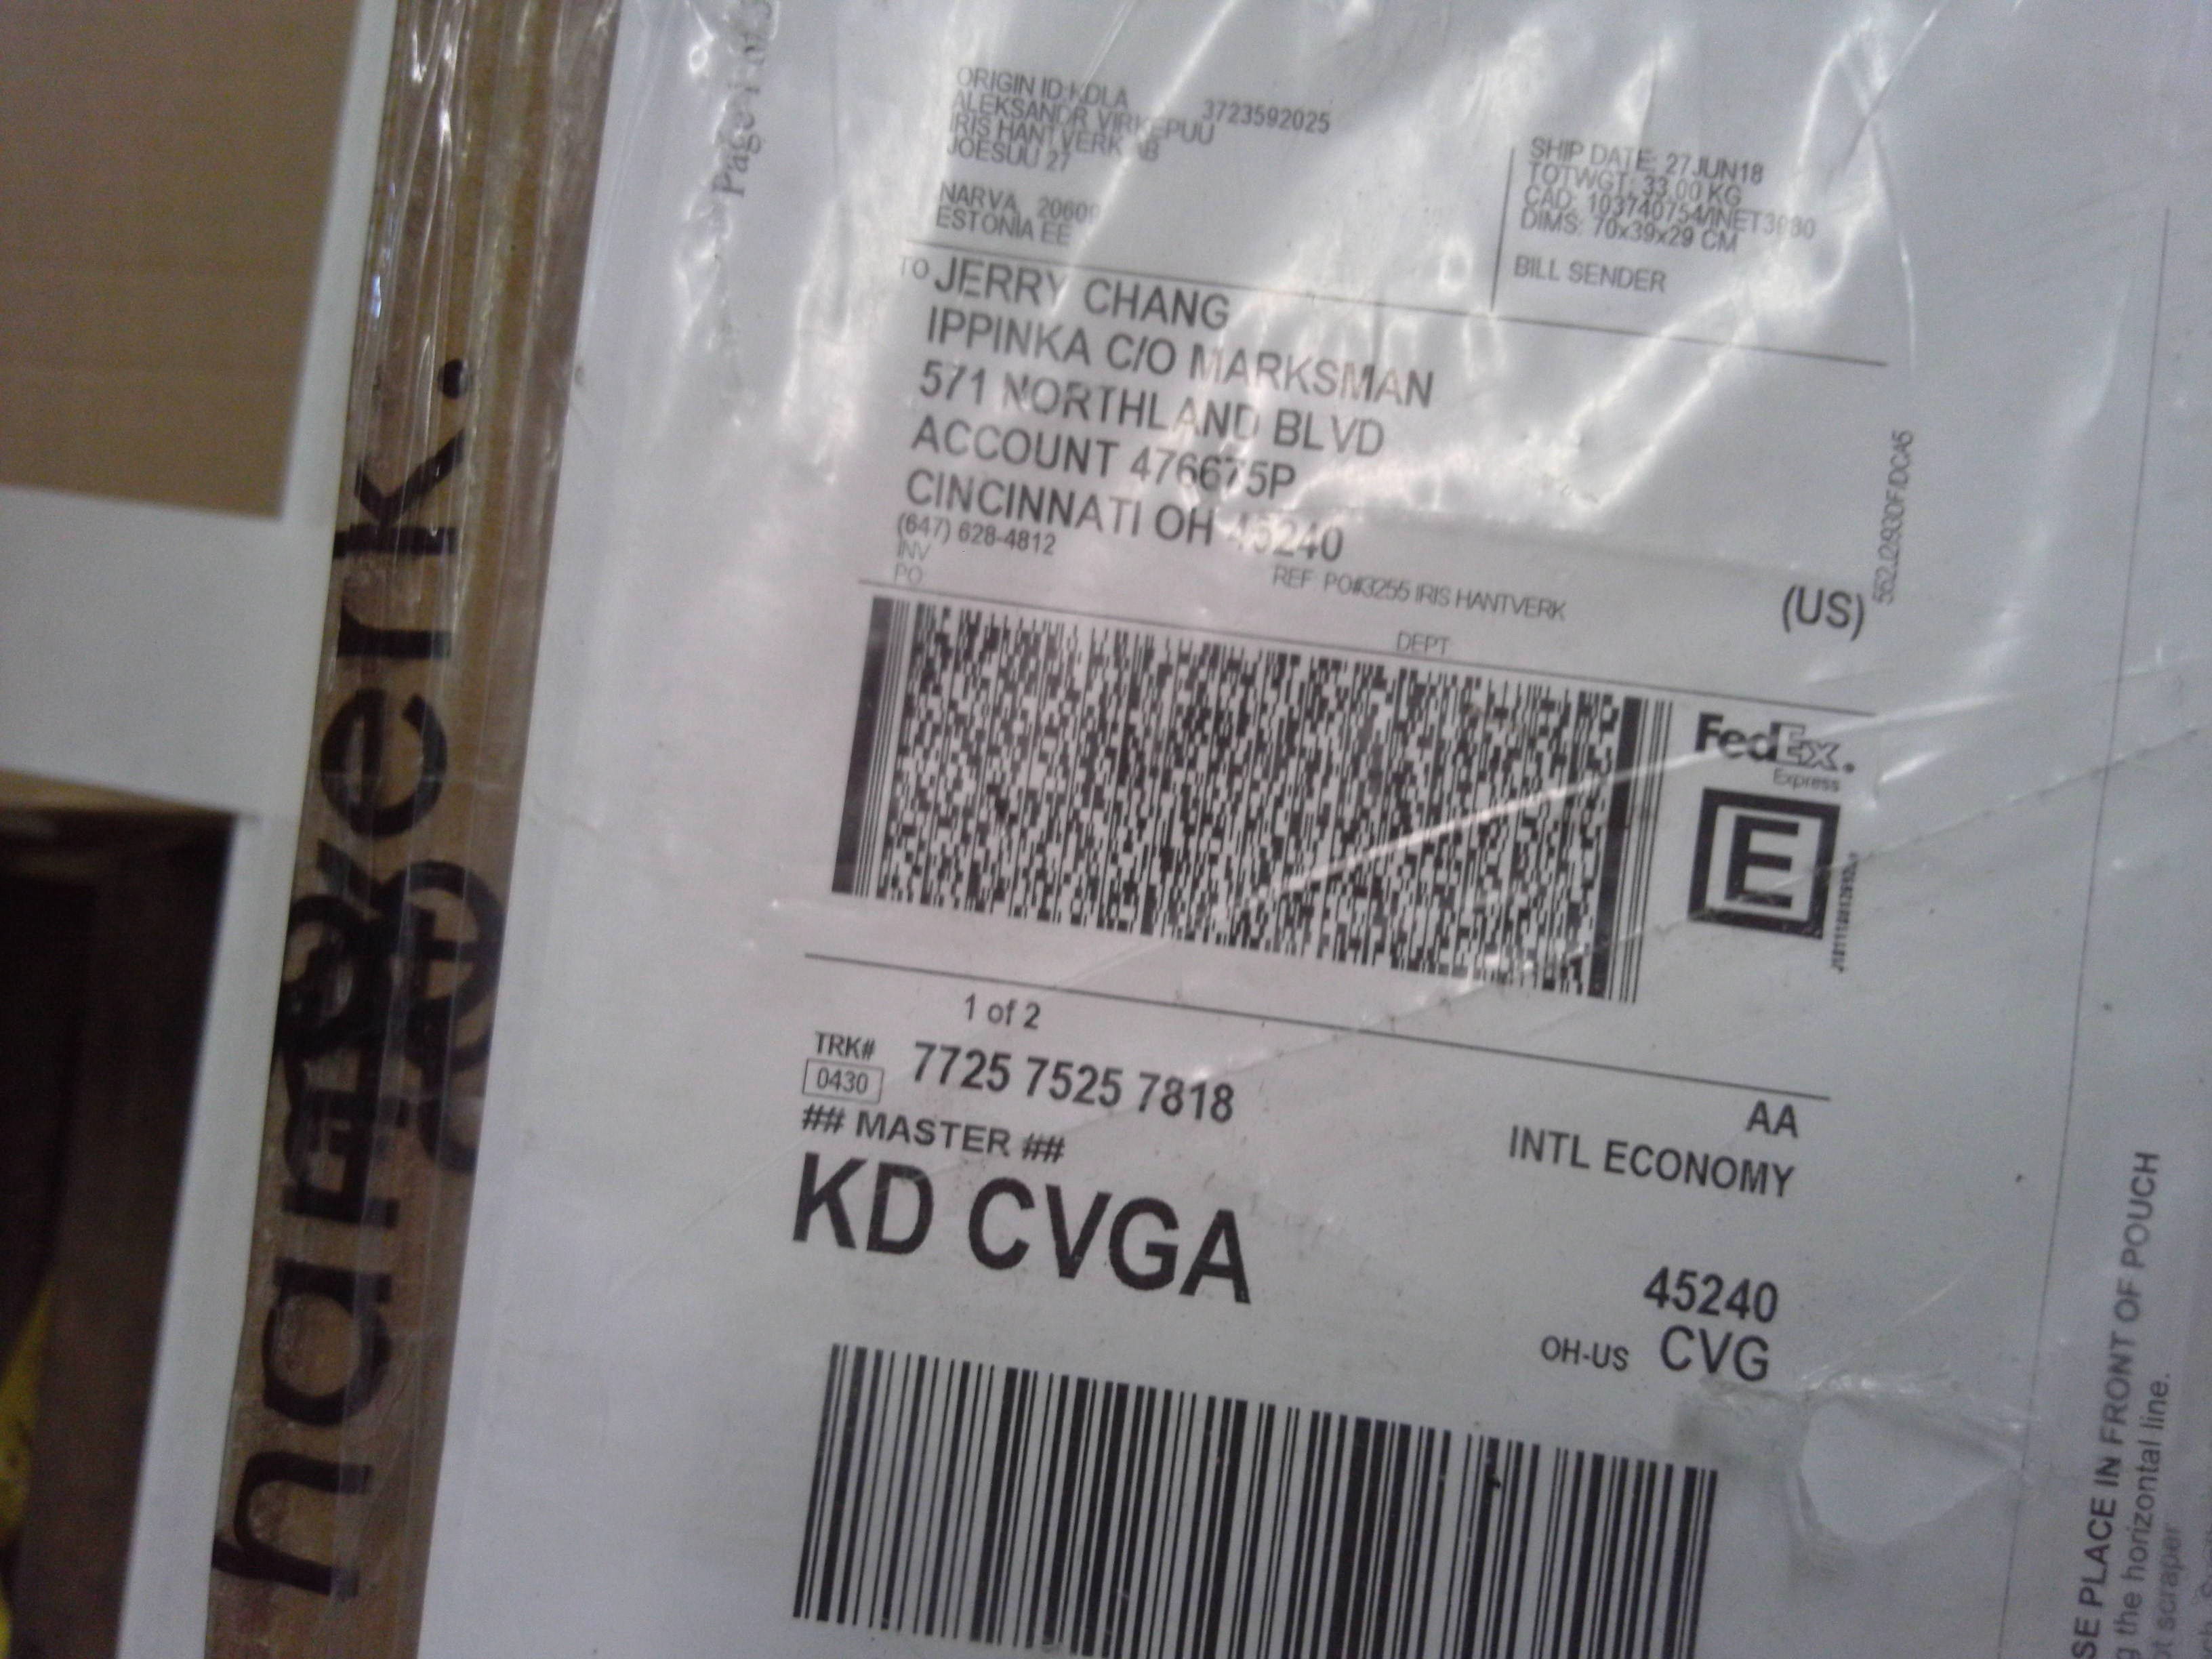 ORIGIN ID:KDLA 3723592025
ALEKSANDR VIRKEPUU
IRIS HANTVERK AB
JOESUU 27
NARVA
ESTONIA EE
SHIP DATE: 27JUN18
TOTWGT: 33.00 KG
DIMS: 70x39x29 CM
BILL SENDER
TO JERRY CHANG
IPPINKA C/O MARKSMAN
571 NORTHLAND BLVD
ACCOUNT 476675P
CINCINNATI OH 45240
(US)
(647) 628-4812
INV
REF PO#3255 IRIS HANTVERK
PO
DEPT
FedEx.
Express
E
1 of 2
TRK#
0430
7725 7525 7818
## MASTER ##
KD CVGA
AA
INTL ECONOMY
45240
OH-US CVG
PLACE IN FRONT OF POUCH
the horizontal line.
scraper